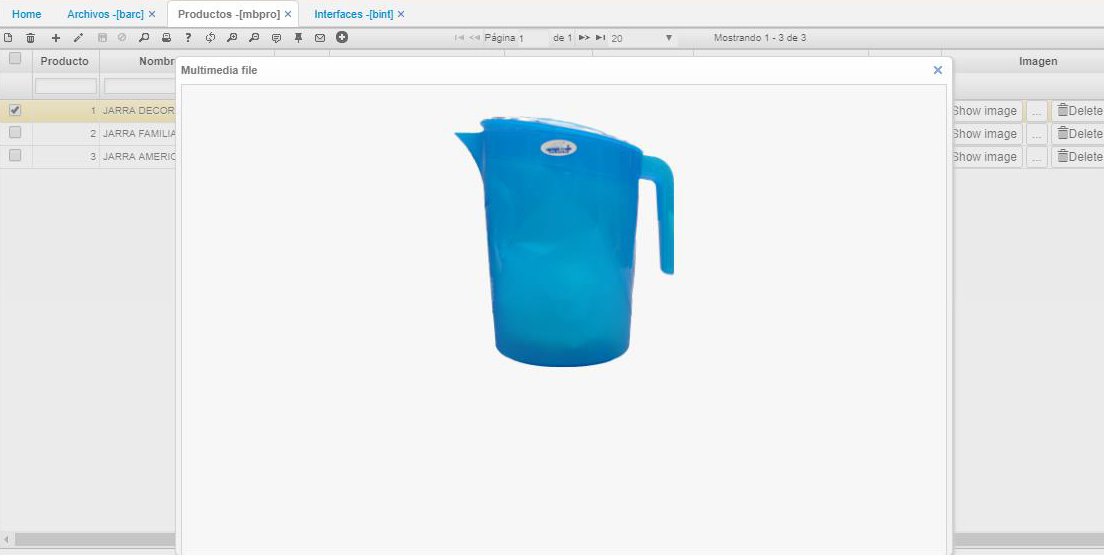 Home Archivos -[barc] × Productos -[mbpro] × Interfaces -[bint] ×
Página 1 de 1 20 Mostrando 1 - 3 de 3
Producto Nombr Imagen
Multimedia file ×
1 JARRA DECOR Show image ... Delete
2 JARRA FAMILIA Show image ... Delete
3 JARRA AMERIC Show image ... Delete